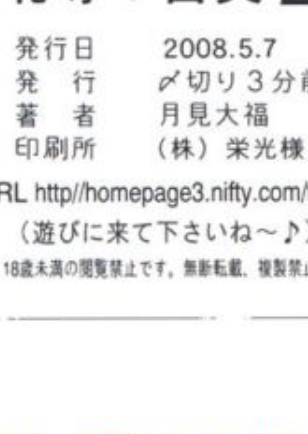 発行日 2008.5.7
発 行 〆切り3分前
著 者 月見大福
印刷所 (株) 栄光様
RL http//homepage3.nifty.com/
(遊びに来て下さいね～♪)
18歳未満の閲覧禁止です。無断転載、複製禁止